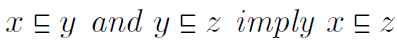 x ⊑ y and y ⊑ z imply x ⊑ z